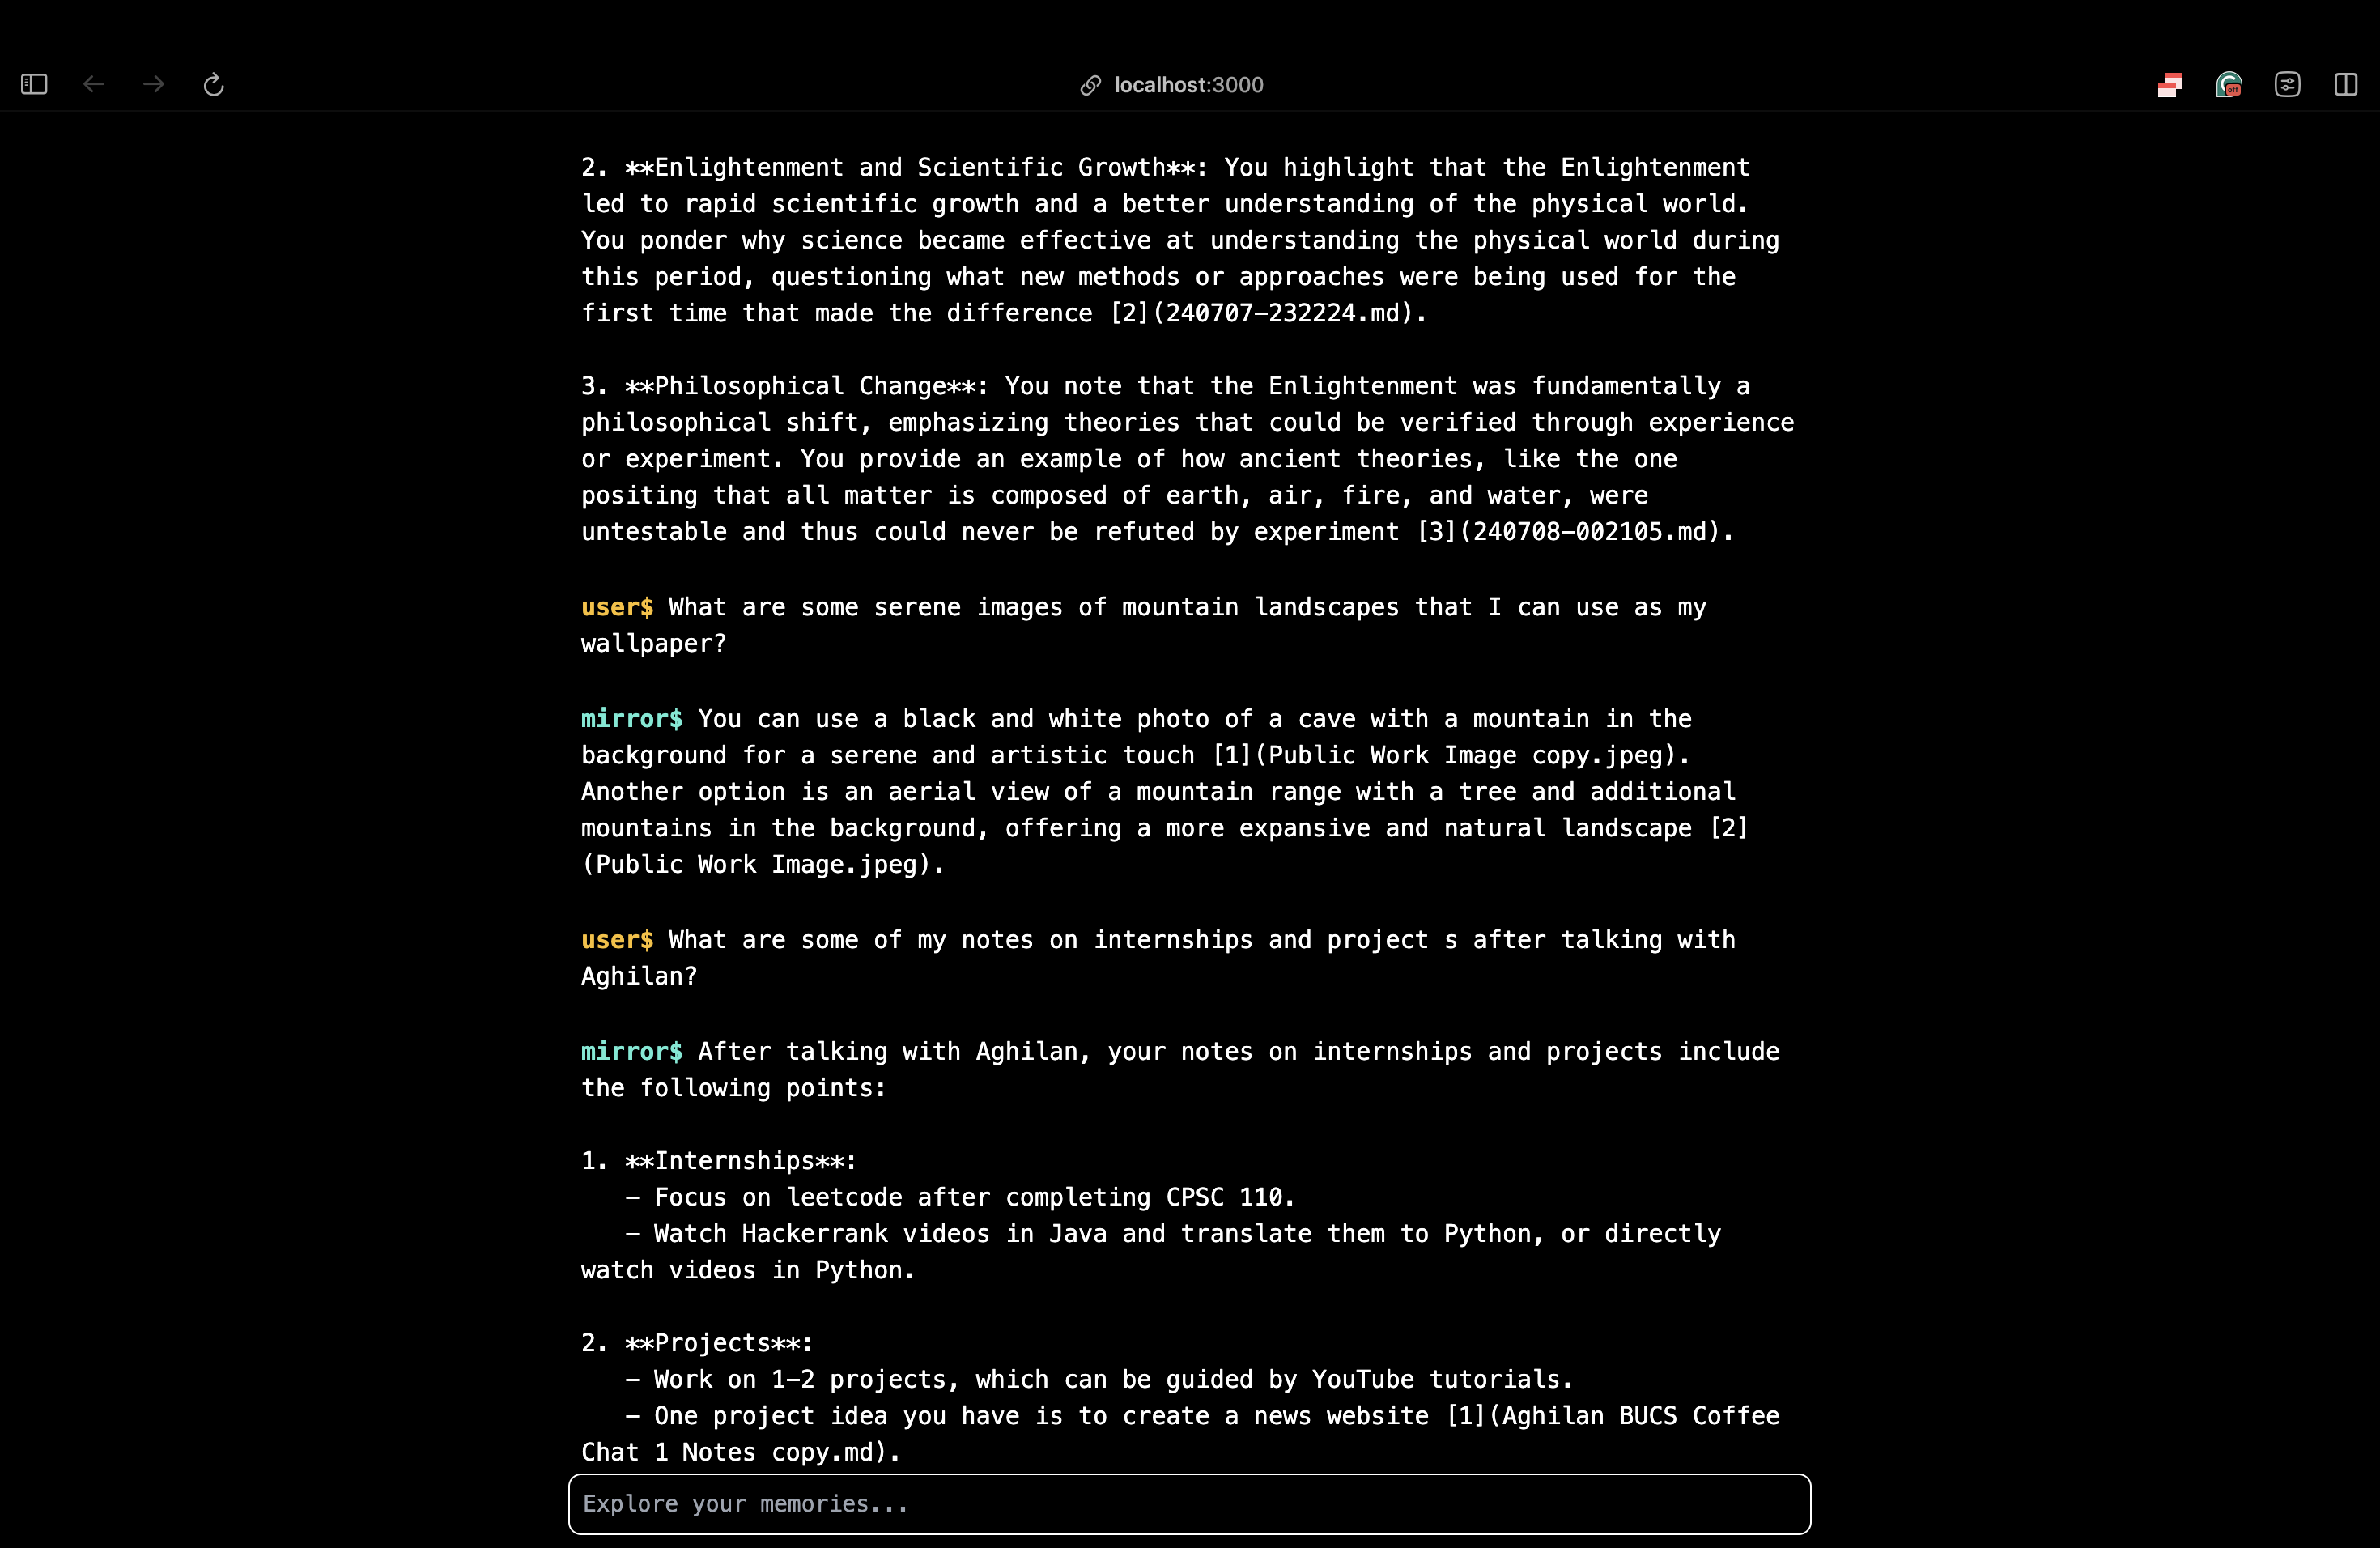 localhost:3000
off
2. **Enlightenment and Scientific Growth**: You highlight that the Enlightenment
led to rapid scientific growth and a better understanding of the physical world.
You ponder why science became effective at understanding the physical world during
this period, questioning what new methods or approaches were being used for the
first time that made the difference [2](240707-232224.md).
3. **Philosophical Change**: You note that the Enlightenment was fundamentally a
philosophical shift, emphasizing theories that could be verified through experience
or experiment. You provide an example of how ancient theories, like the one
positing that all matter is composed of earth, air, fire, and water, were
untestable and thus could never be refuted by experiment [3](240708-002105.md).
user$ What are some serene images of mountain landscapes that I can use as my
wallpaper?
mirror$ You can use a black and white photo of a cave with a mountain in the
background for a serene and artistic touch [1](Public Work Image copy.jpeg).
Another option is an aerial view of a mountain range with a tree and additional
mountains in the background, offering a more expansive and natural landscape [2]
(Public Work Image.jpeg).
user$ What are some of my notes on internships and project s after talking with
Aghilan?
mirror$ After talking with Aghilan, your notes on internships and projects include
the following points:
1. **Internships**:
– Focus on leetcode after completing CPSC 110.
– Watch Hackerrank videos in Java and translate them to Python, or directly
watch videos in Python.
2. **Projects**:
– Work on 1–2 projects, which can be guided by YouTube tutorials.
– One project idea you have is to create a news website [1](Aghilan BUCS Coffee
Chat 1 Notes copy.md).
Explore your memories...